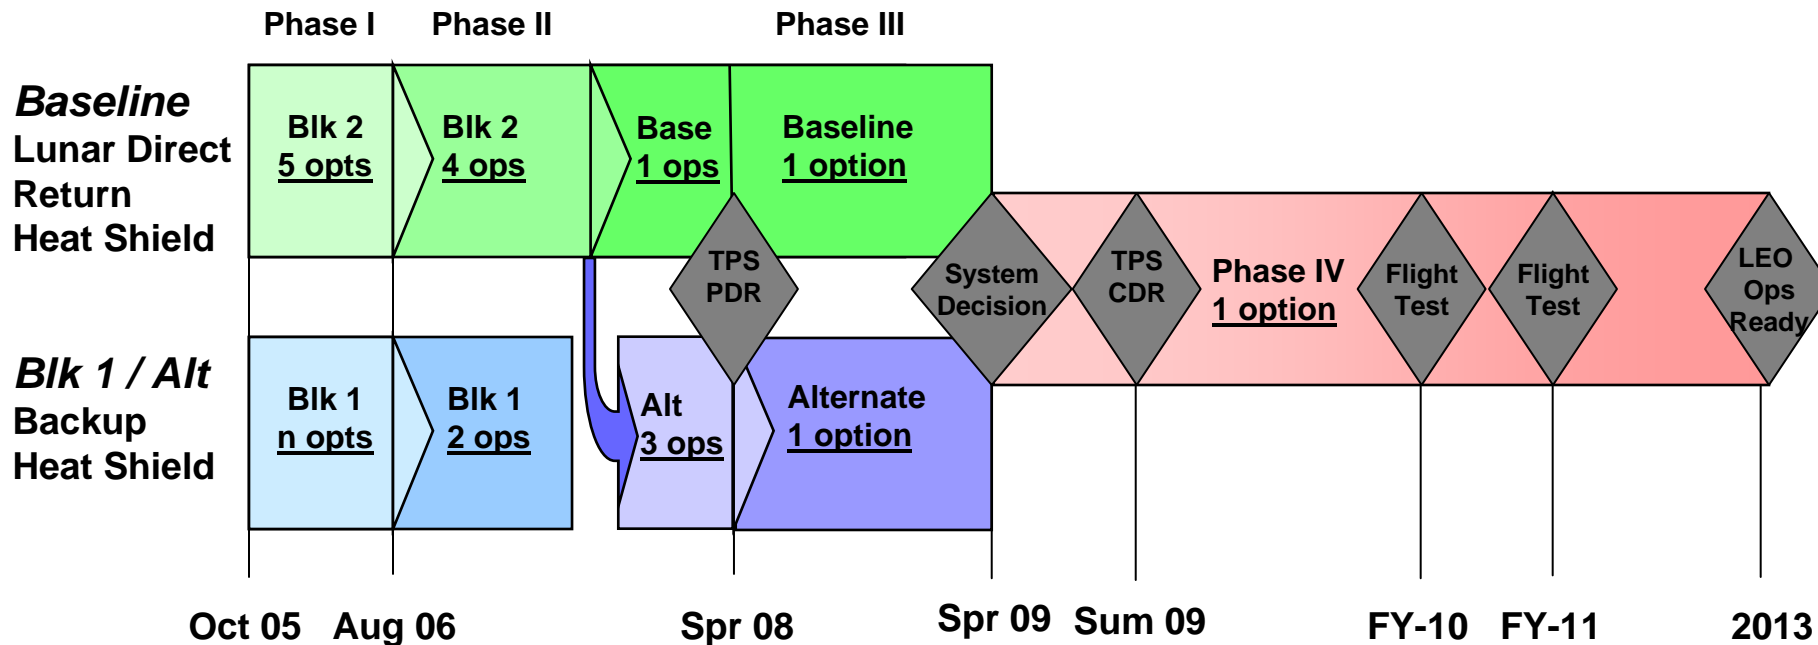 Phase I
Phase II
Phase III
Baseline
Lunar Direct
Return
Heat Shield
Blk 2
5 opts
Blk 2
4 ops
Base
1 ops
Baseline
1 option
TPS
PDR
System
Decision
TPS
CDR
Phase IV
1 option
Flight
Test
Flight
Test
LEO
Ops
Ready
Blk 1 / Alt
Backup
Heat Shield
Blk 1
n opts
Blk 1
2 ops
Alt
3 ops
Alternate
1 option
Oct 05
Aug 06
Spr 08
Spr 09
Sum 09
FY-10
FY-11
2013